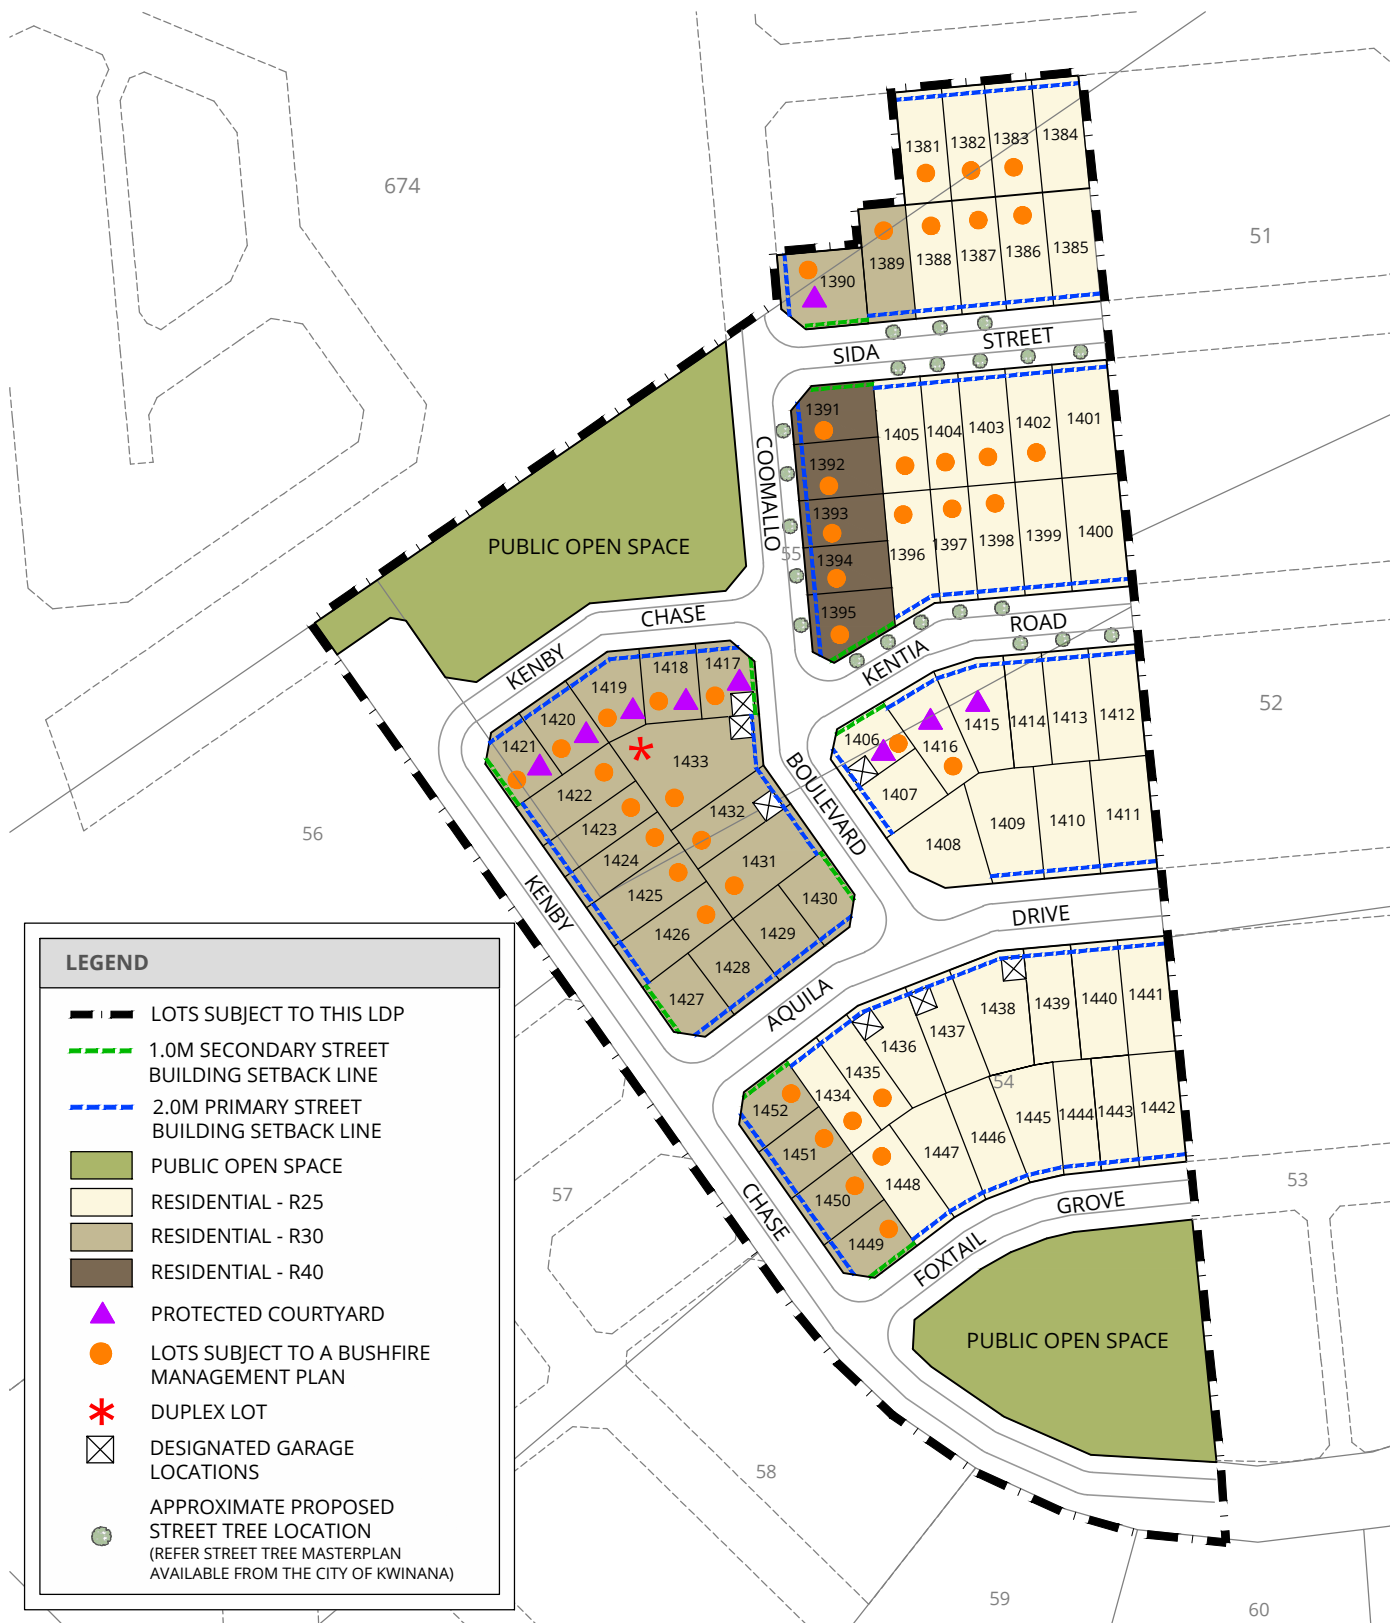 674
51
1381
1382
1383
1384
1390
1389
1388
1387
1386
1385
SIDA STREET
COOMALLO
BOULEVARD
1391
1392
1393
1394
1395
1405
1404
1403
1402
1401
1396
1397
1398
1399
1400
55
PUBLIC OPEN SPACE
KENBY CHASE
KENTIA ROAD
52
1421
1420
1419
1418
1417
1422
1433
1423
1432
1424
1431
1425
1430
1426
1429
1428
1427
1406
1416
1415
1414
1413
1412
1407
1408
1409
1410
1411
56
KENBY
CHASE
AQUILA DRIVE
1452
1434
1435
1436
1437
1438
1439
1440
1441
54
1451
1450
1449
1448
1447
1446
1445
1444
1443
1442
FOXTAIL GROVE
53
57
PUBLIC OPEN SPACE
58
59
60
LEGEND
LOTS SUBJECT TO THIS LDP
1.0M SECONDARY STREET
BUILDING SETBACK LINE
2.0M PRIMARY STREET
BUILDING SETBACK LINE
PUBLIC OPEN SPACE
RESIDENTIAL - R25
RESIDENTIAL - R30
RESIDENTIAL - R40
PROTECTED COURTYARD
LOTS SUBJECT TO A BUSHFIRE
MANAGEMENT PLAN
DUPLEX LOT
DESIGNATED GARAGE
LOCATIONS
APPROXIMATE PROPOSED
STREET TREE LOCATION
(REFER STREET TREE MASTERPLAN
AVAILABLE FROM THE CITY OF KWINANA)